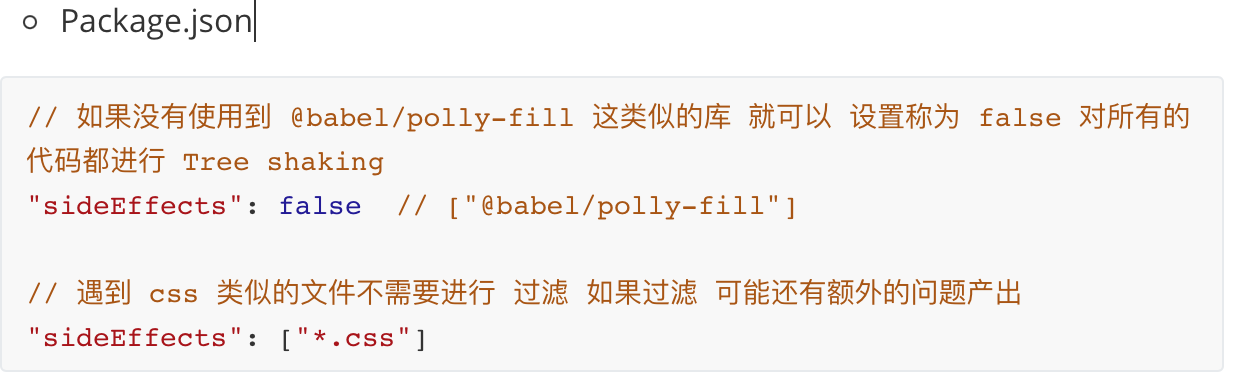 Package.json
// 如果没有使用到 @babel/polly-fill 这类似的库 就可以 设置称为 false 对所有的
代码都进行 Tree shaking
"sideEffects": false  // ["@babel/polly-fill"]
// 遇到 css 类似的文件不需要进行 过滤 如果过滤 可能还有额外的问题产出
"sideEffects": ["*.css"]